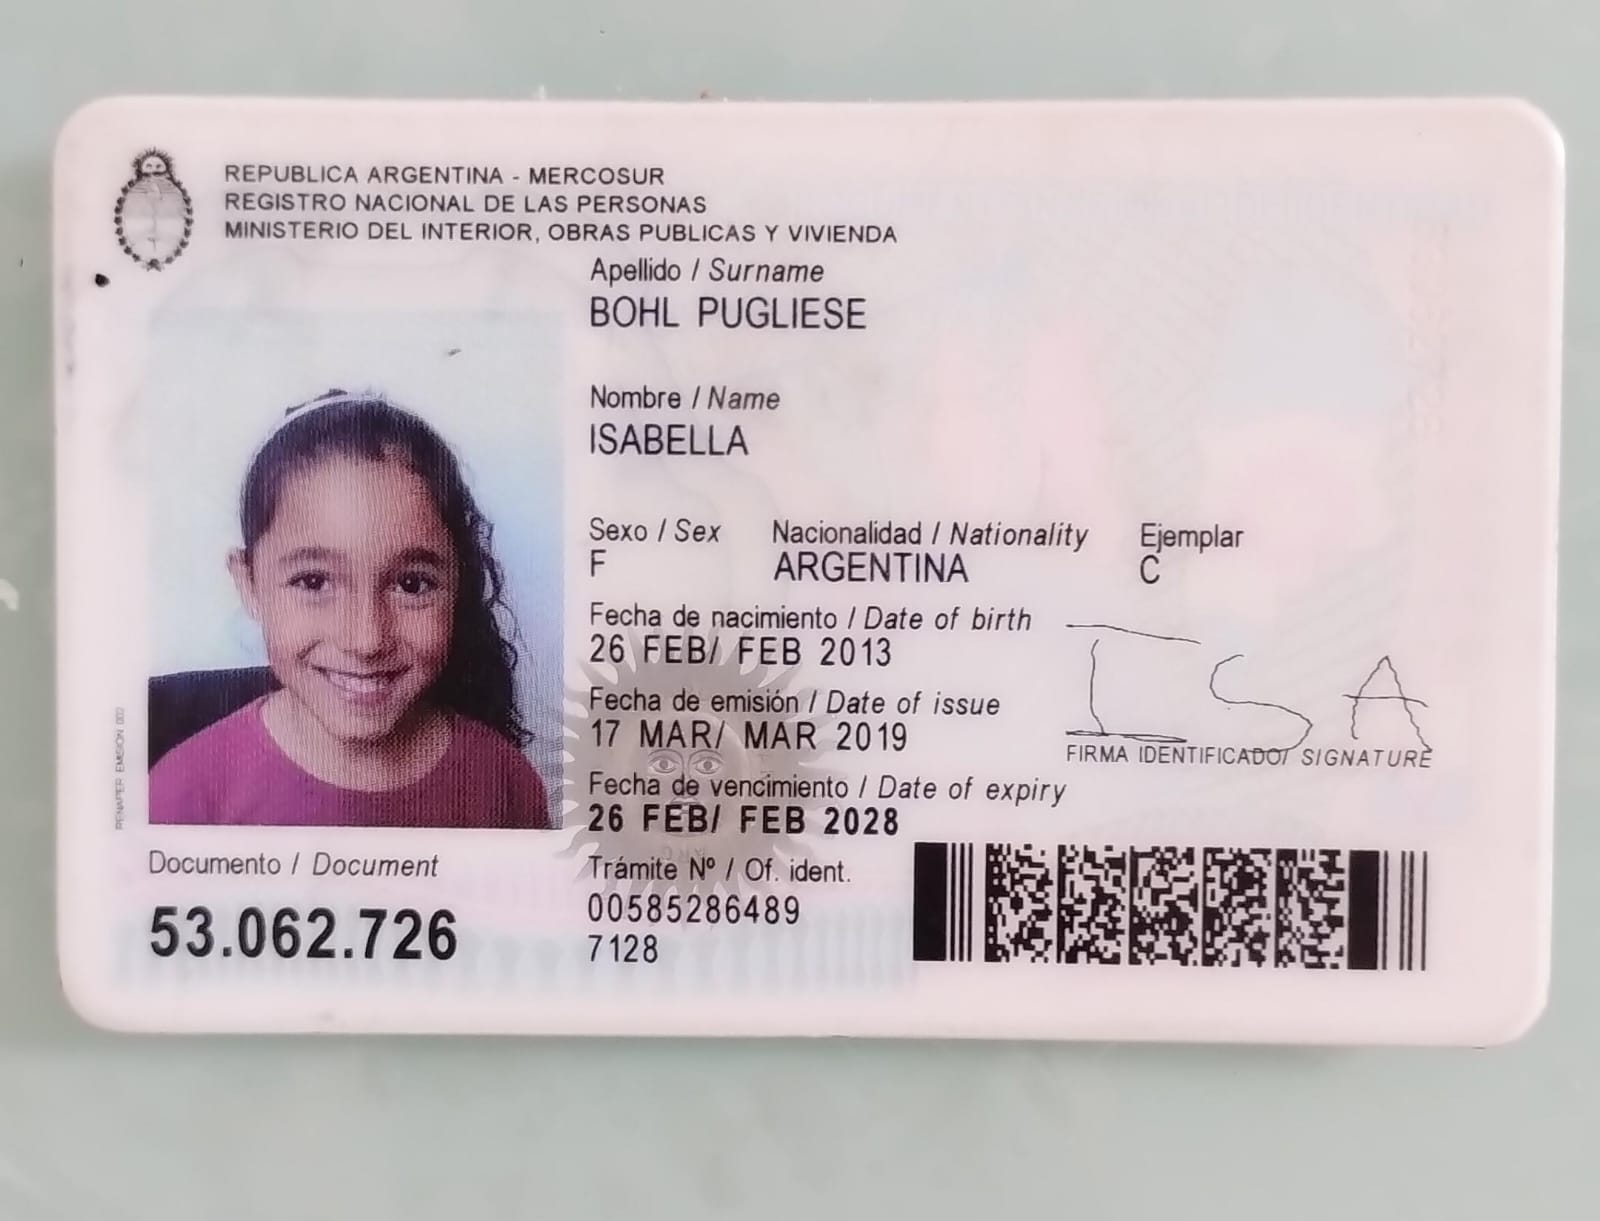 REPUBLICA ARGENTINA - MERCOSUR
REGISTRO NACIONAL DE LAS PERSONAS
MINISTERIO DEL INTERIOR, OBRAS PUBLICAS Y VIVIENDA
Apellido / Surname
BOHL PUGLIESE
Nombre / Name
ISABELLA
Sexo / Sex Nacionalidad / Nationality Ejemplar
F ARGENTINA C
Fecha de nacimiento / Date of birth
26 FEB/ FEB 2013
Fecha de emisión / Date of issue
17 MAR/ MAR 2019
ISA
FIRMA IDENTIFICADO/ SIGNATURE
Fecha de vencimiento / Date of expiry
26 FEB/ FEB 2028
Documento / Document
53.062.726
Trámite Nº / Of. ident.
00585286489
7128
RENAPER EMISION 002